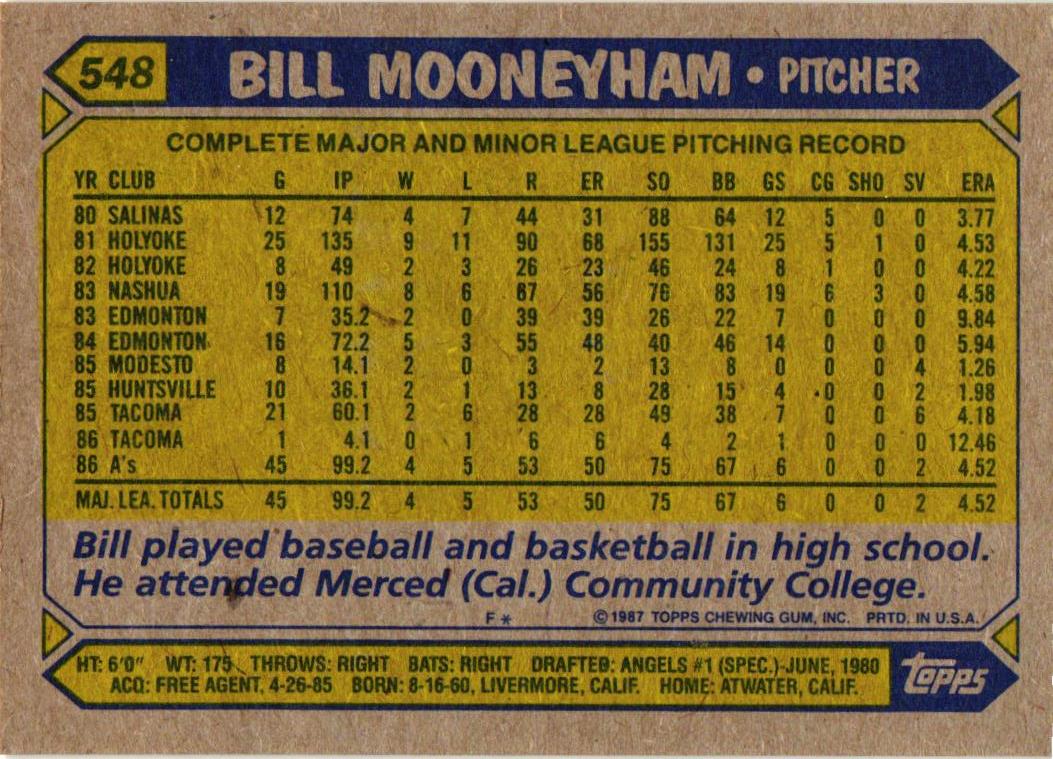 548 BILL MOONEYHAM • PITCHER
COMPLETE MAJOR AND MINOR LEAGUE PITCHING RECORD
YR CLUB G IP W L R ER SO BB GS CG SHO SV ERA
80 SALINAS 12 74 4 7 44 31 88 64 12 5 0 0 3.77
81 HOLYOKE 25 135 9 11 90 68 155 131 25 5 1 0 4.53
82 HOLYOKE 8 49 2 3 26 23 46 24 8 1 0 0 4.22
83 NASHUA 19 110 8 6 67 56 76 83 19 6 3 0 4.58
83 EDMONTON 7 35.2 2 0 39 39 26 22 7 0 0 0 9.84
84 EDMONTON 16 72.2 5 3 55 48 40 46 14 0 0 0 5.94
85 MODESTO 8 14.1 2 0 3 2 13 8 0 0 0 4 1.26
85 HUNTSVILLE 10 36.1 2 1 13 8 28 15 4 0 0 2 1.98
85 TACOMA 21 60.1 2 6 28 28 49 38 7 0 0 6 4.18
86 TACOMA 1 4.1 0 1 6 6 4 2 1 0 0 0 12.46
86 A's 45 99.2 4 5 53 50 75 67 6 0 0 2 4.52
MAJ. LEA. TOTALS 45 99.2 4 5 53 50 75 67 6 0 0 2 4.52
Bill played baseball and basketball in high school.
He attended Merced (Cal.) Community College.
F* ©1987 TOPPS CHEWING GUM, INC. PRTD. IN U.S.A.
HT: 6'0" WT: 175 THROWS: RIGHT BATS: RIGHT DRAFTED: ANGELS #1 (SPEC.)-JUNE, 1980
ACQ: FREE AGENT, 4-26-85 BORN: 8-16-60, LIVERMORE, CALIF. HOME: ATWATER, CALIF.
topps